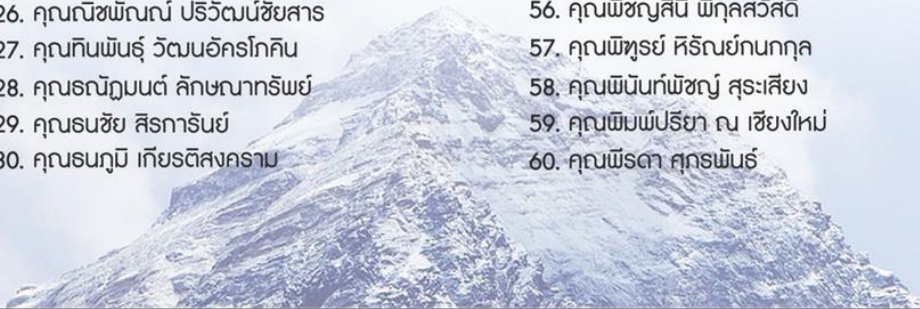 26. คุณณิชพัณณ์ ปริวัฒน์ชัยสาร
27. คุณทินพันธุ์ วัฒนอัครโภคิน
28. คุณธณัฏมนต์ ลักษณาทรัพย์
29. คุณธนชัย สิรการันย์
30. คุณธนภูมิ เกียรติสงคราม
56. คุณพิชญ์สินี พิกุลสวัสดิ์
57. คุณพิฑูรย์ หิรัณย์กนกกุล
58. คุณพินันท์พัชญ์ สุระเสียง
59. คุณพิมพ์ปรียา ณ เชียงใหม่
60. คุณพีรดา ศุภรพันธ์